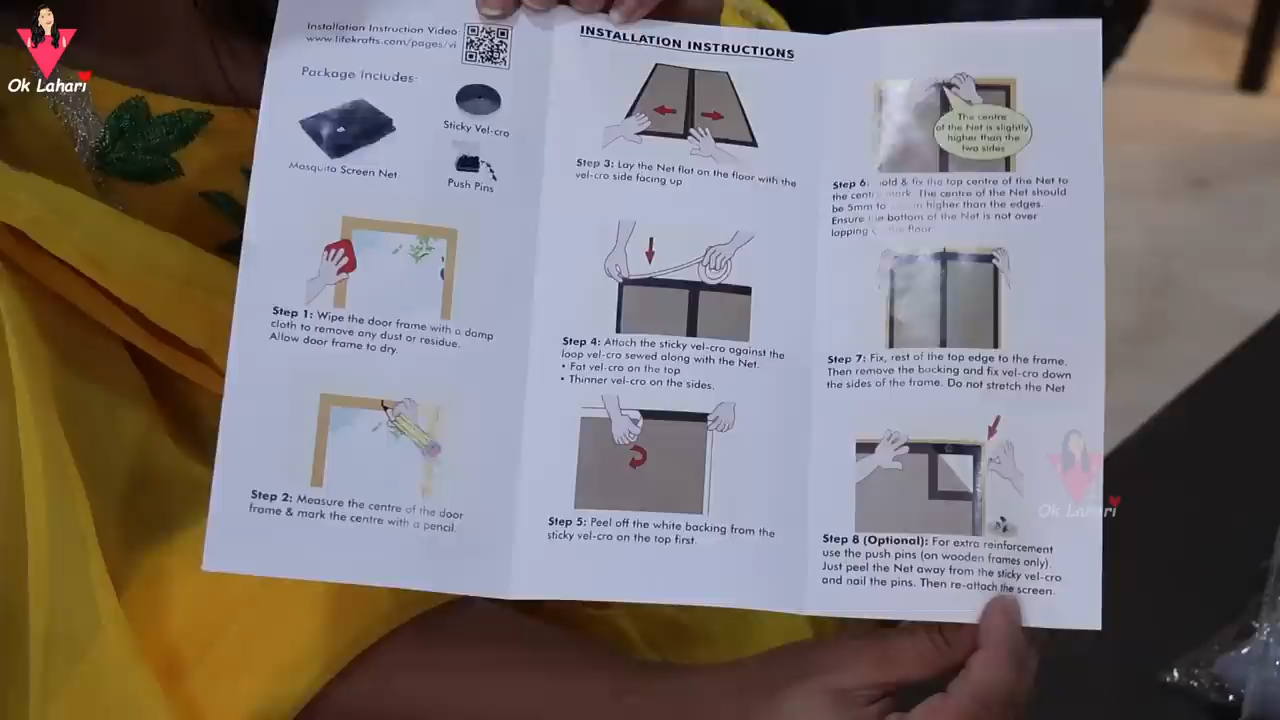 Ok Lahari
Installation Instruction Video:
www.lifekrafts.com/pages/vi
Package Includes:
Sticky Vel-cro
Mosquito Screen Net
Push Pins
Step 1: Wipe the door frame with a damp
cloth to remove any dust or residue.
Allow door frame to dry.
Step 2: Measure the centre of the door
frame & mark the centre with a pencil.
INSTALLATION INSTRUCTIONS
Step 3: Lay the Net flat on the floor with the
vel-cro side facing up
Step 4: Attach the sticky vel-cro against the
loop vel-cro sewed along with the Net.
• Fat vel-cro on the top
• Thinner vel-cro on the sides.
Step 5: Peel off the white backing from the
sticky vel-cro on the top first.
The centre
of the Net is slightly
higher than the
two sides
Step 6: & fix the top centre of the Net to
the mark. The centre of the Net should
be 5mm to higher than the edges.
Ensure the bottom of the Net is not over
lapping the floor
Step 7: Fix, rest of the top edge to the frame.
Then remove the backing and fix vel-cro down
the sides of the frame. Do not stretch the Net
Step 8 (Optional): For extra reinforcement
use the push pins (on wooden frames only).
Just peel the Net away from the sticky vel-cro
and nail the pins. Then re-attach the screen.
Ok Lahari